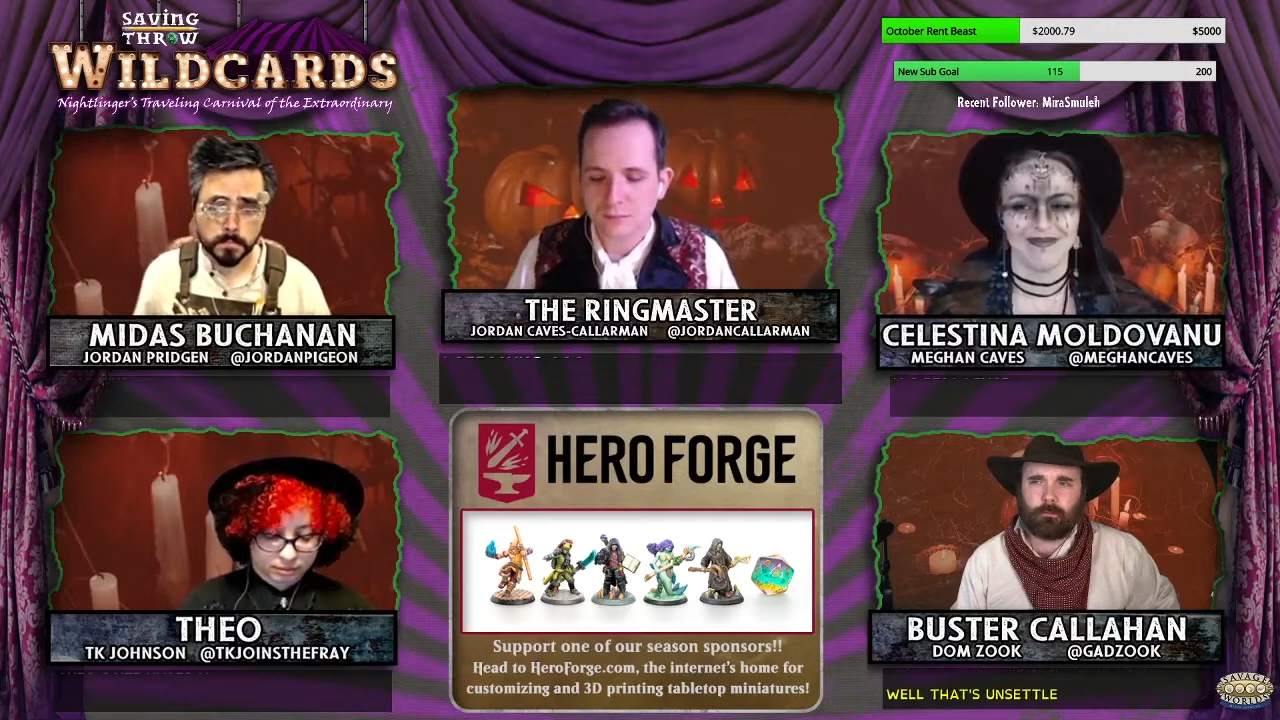 SAVING
THROW
WILDCARDS
Nightlinger's Traveling Carnival of the Extraordinary
October Rent Beast $2000.79 $5000
New Sub Goal 115 200
Recent Follower: MiraSmuleh
MIDAS BUCHANAN
JORDAN PRIDGEN @JORDANPIGEON
THE RINGMASTER
JORDAN CAVES-CALLARMAN @JORDANCALLARMAN
CELESTINA MOLDOVANU
MEGHAN CAVES @MEGHANCAVES
HERO FORGE
Support one of our season sponsors!!
Head to HeroForge.com, the internet's home for
customizing and 3D printing tabletop miniatures!
THEO
TK JOHNSON @TKJOINSTHEFRAY
BUSTER CALLAHAN
DOM ZOOK @GADZOOK
WELL THAT'S UNSETTLE
SAVAGE
WORLDS